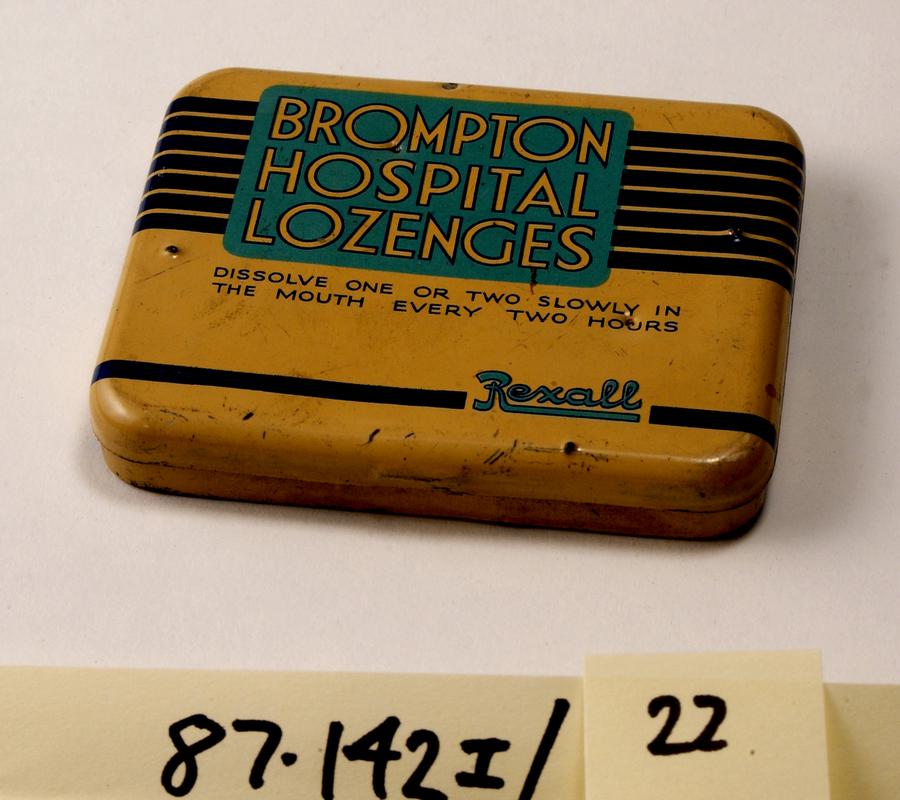 BROMPTON
HOSPITAL
LOZENGES
DISSOLVE ONE OR TWO SLOWLY IN
THE MOUTH EVERY TWO HOURS
Rexall
87.142I/ 22